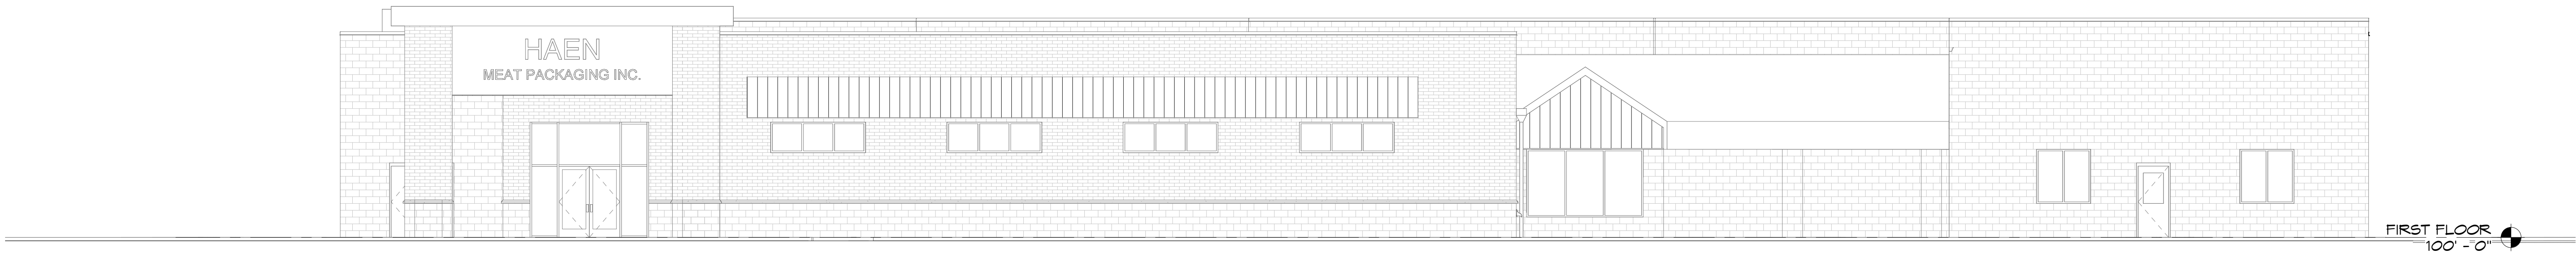 HAEN
MEAT PACKAGING INC.
FIRST FLOOR
100' - 0"